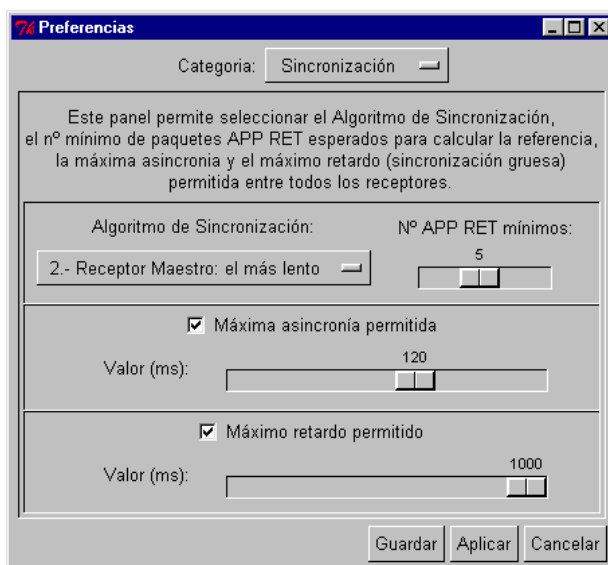 Preferencias
Categoria: Sincronización
Este panel permite seleccionar el Algoritmo de Sincronización,
el nº mínimo de paquetes APP RET esperados para calcular la referencia,
la máxima asincronia y el máximo retardo (sincronización gruesa)
permitida entre todos los receptores.
Algoritmo de Sincronización:
2.- Receptor Maestro: el más lento
Nº APP RET mínimos:
5
Máxima asincronía permitida
Valor (ms):
120
Máximo retardo permitido
Valor (ms):
1000
Guardar Aplicar Cancelar